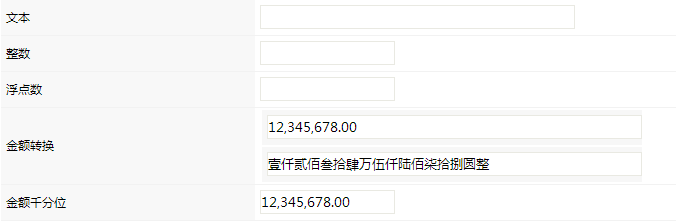 文本
整数
浮点数
金额转换
12,345,678.00
壹仟贰佰叁拾肆万伍仟陆佰柒拾捌圆整
金额千分位
12,345,678.00